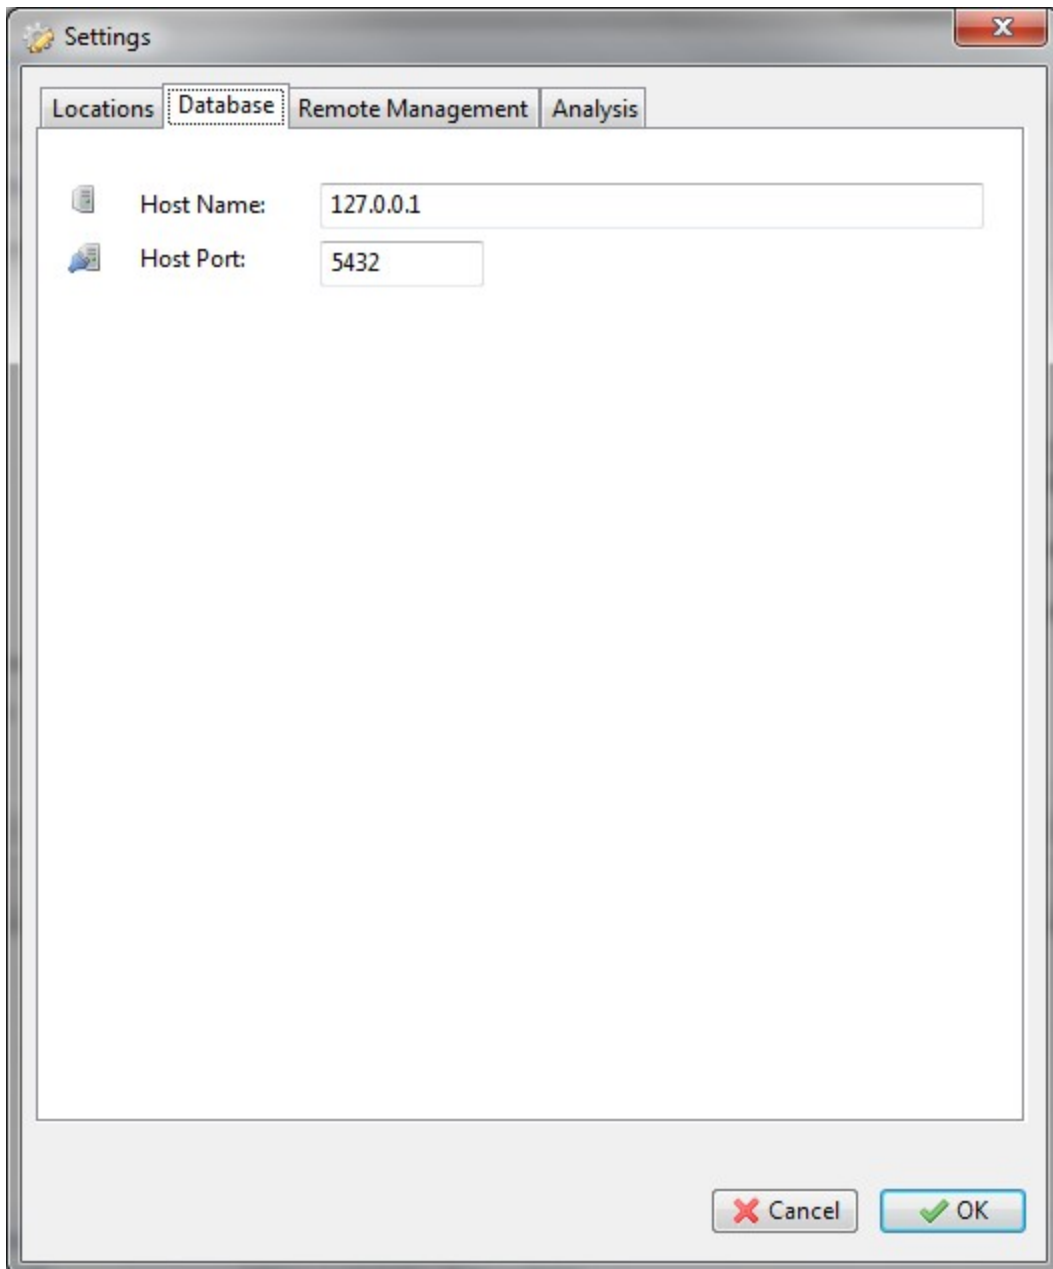 Settings
Locations Database Remote Management Analysis
Host Name: 127.0.0.1
Host Port: 5432
Cancel OK